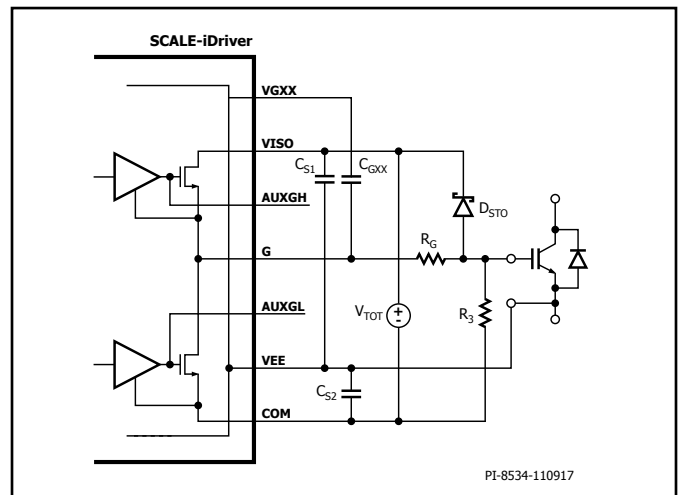 SCALE-iDriver
VGXX
VISO
CS1
CGXX
AUXGH
DSTO
G
RG
AUXGL
VTOT
+
-
R3
VEE
CS2
COM
PI-8534-110917